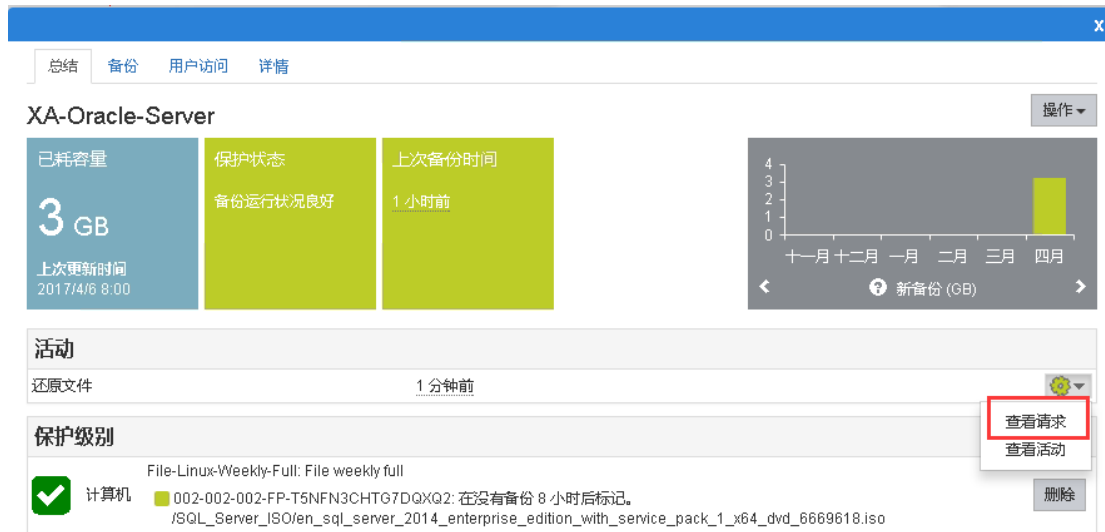 x
总结 备份 用户访问 详情
XA-Oracle-Server 操作
已耗容量 保护状态 上次备份时间
备份运行状况良好 1 小时前
3 GB
上次更新时间
2017/4/6 8:00
4
3
2
1
0
十一月 十二月 一月 二月 三月 四月
新备份 (GB)
活动
还原文件 1 分钟前
查看请求
查看活动
保护级别
File-Linux-Weekly-Full: File weekly full
计算机 002-002-002-FP-T5NFN3CHTG7DQXQ2: 在没有备份 8 小时后标记。 删除
/SQL_Server_ISO/en_sql_server_2014_enterprise_edition_with_service_pack_1_x64_dvd_6669618.iso